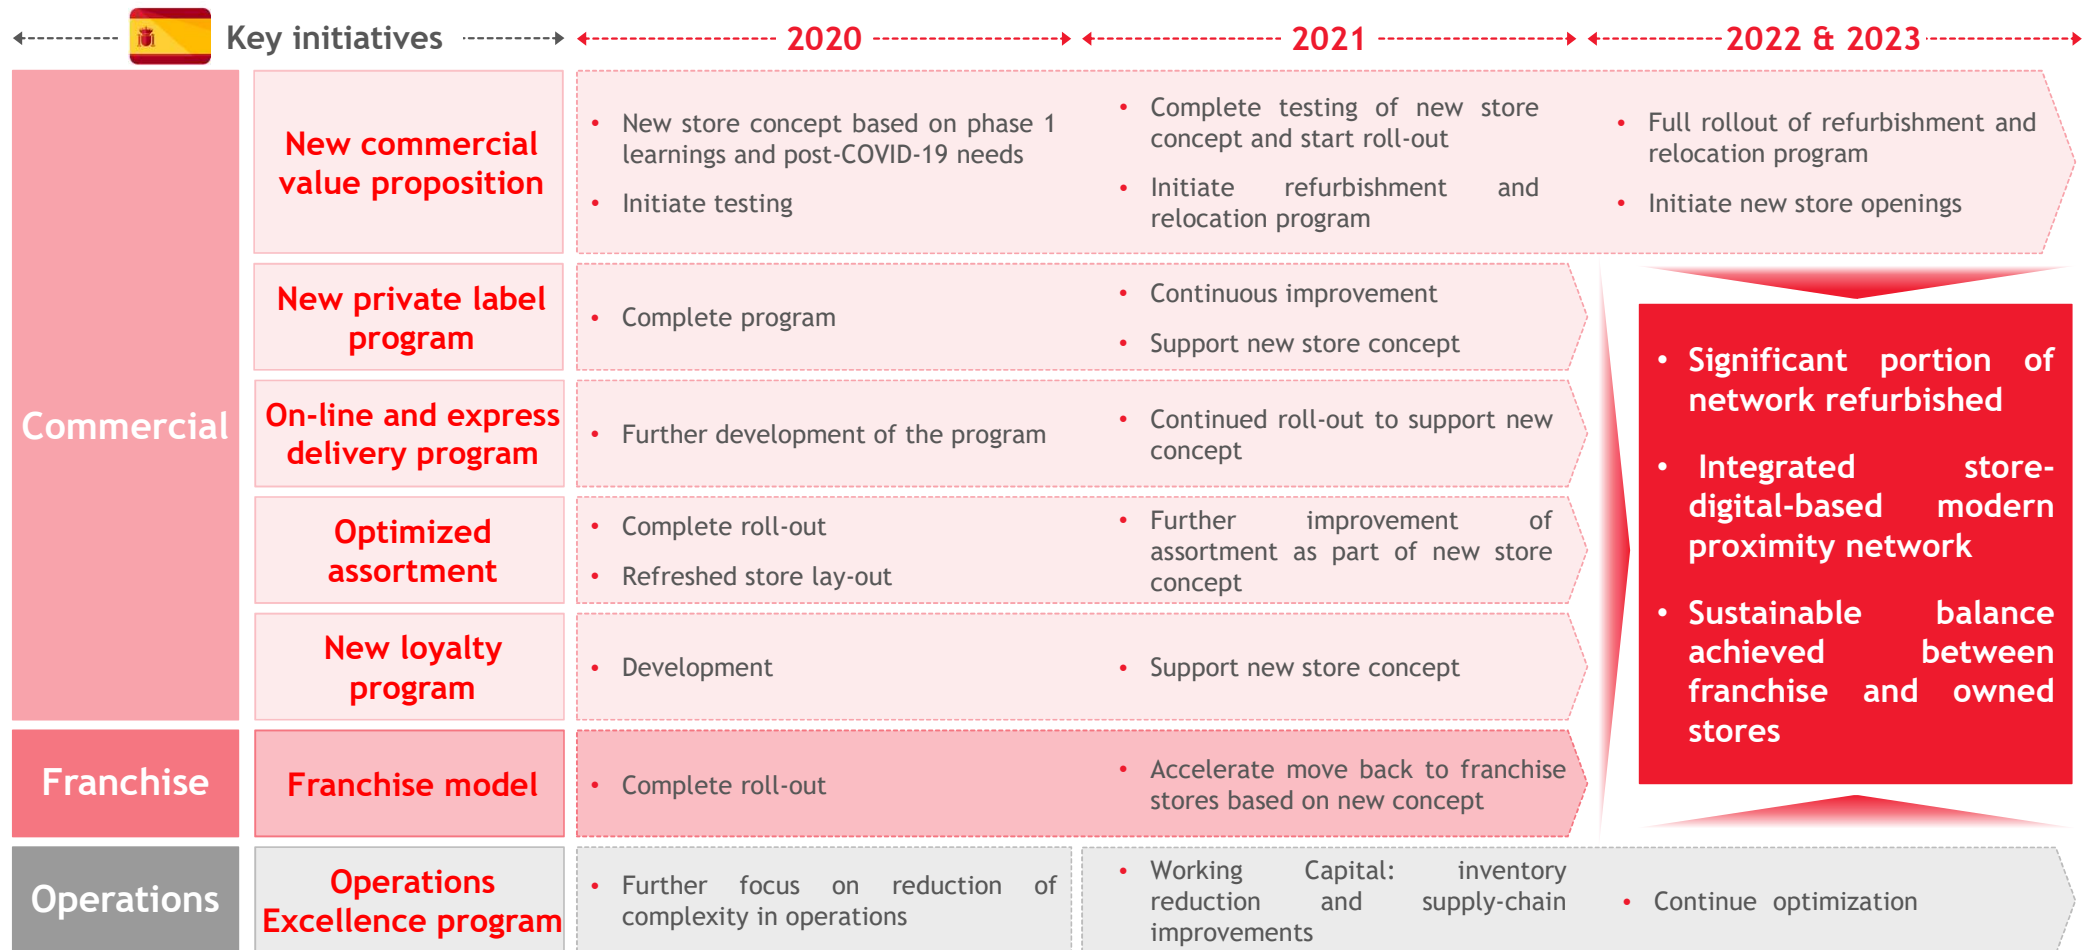 Key initiatives
2020
2021
2022 & 2023
Commercial
New commercial
value proposition
• New store concept based on phase 1
learnings and post-COVID-19 needs
• Initiate testing
• Complete testing of new store
concept and start roll-out
• Initiate refurbishment and
relocation program
• Full rollout of refurbishment and
relocation program
• Initiate new store openings
New private label
program
• Complete program
• Continuous improvement
• Support new store concept
On-line and express
delivery program
• Further development of the program
• Continued roll-out to support new
concept
Optimized
assortment
• Complete roll-out
• Refreshed store lay-out
• Further improvement of
assortment as part of new store
concept
New loyalty
program
• Development
• Support new store concept
• Significant portion of
network refurbished
• Integrated store-
digital-based modern
proximity network
• Sustainable balance
achieved between
franchise and owned
stores
Franchise
Franchise model
• Complete roll-out
• Accelerate move back to franchise
stores based on new concept
Operations
Operations
Excellence program
• Further focus on reduction of
complexity in operations
• Working Capital: inventory
reduction and supply-chain
improvements
• Continue optimization